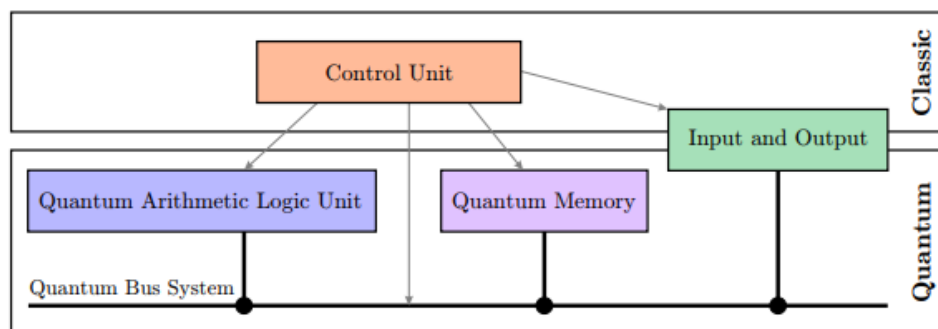 Control Unit
Classic
Input and Output
Quantum Arithmetic Logic Unit
Quantum Memory
Quantum
Quantum Bus System